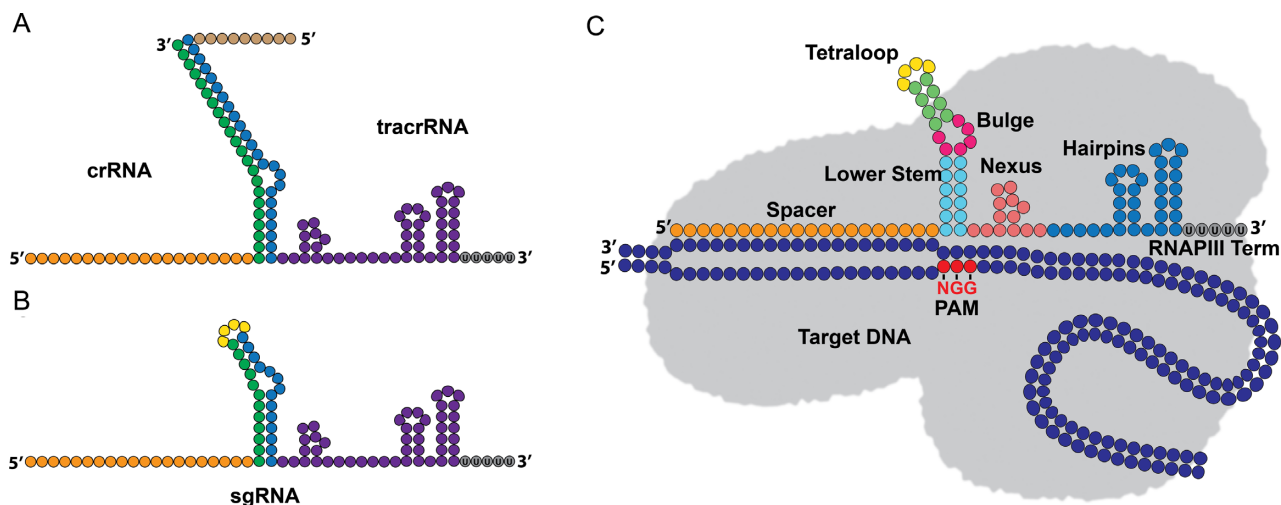 A
3′
5′
crRNA
tracrRNA
5′
UUUUU
3′
B
5′
UUUUU
3′
sgRNA
C
Tetraloop
Bulge
Lower Stem
Nexus
Hairpins
Spacer
5′
UUUUU
3′
RNAPIII Term
3′
5′
NGG
PAM
Target DNA